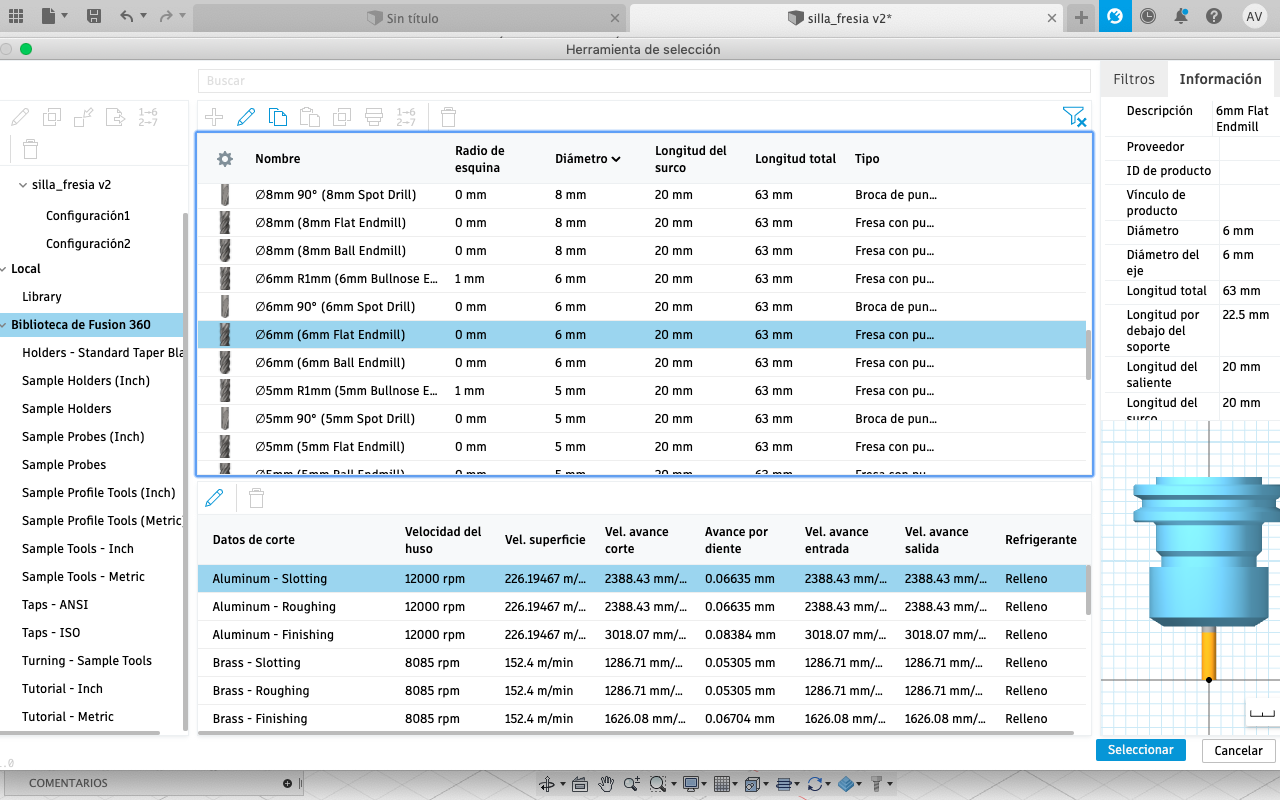 Sin título
silla_fresia v2*
AV
Herramienta de selección
Buscar
Filtros
Información
silla_fresia v2
Configuración1
Configuración2
Local
Library
Biblioteca de Fusion 360
Holders - Standard Taper Bla
Sample Holders (Inch)
Sample Holders
Sample Probes (Inch)
Sample Probes
Sample Profile Tools (Inch)
Sample Profile Tools (Metric
Sample Tools - Inch
Sample Tools - Metric
Taps - ANSI
Taps - ISO
Turning - Sample Tools
Tutorial - Inch
Tutorial - Metric
Nombre Radio de esquina Diámetro Longitud del surco Longitud total Tipo
∅8mm 90° (8mm Spot Drill) 0 mm 8 mm 20 mm 63 mm Broca de pun...
∅8mm (8mm Flat Endmill) 0 mm 8 mm 20 mm 63 mm Fresa con pu...
∅8mm (8mm Ball Endmill) 0 mm 8 mm 20 mm 63 mm Fresa con pu...
∅6mm R1mm (6mm Bullnose E... 1 mm 6 mm 20 mm 63 mm Fresa con pu...
∅6mm 90° (6mm Spot Drill) 0 mm 6 mm 20 mm 63 mm Broca de pun...
∅6mm (6mm Flat Endmill) 0 mm 6 mm 20 mm 63 mm Fresa con pu...
∅6mm (6mm Ball Endmill) 0 mm 6 mm 20 mm 63 mm Fresa con pu...
∅5mm R1mm (5mm Bullnose E... 1 mm 5 mm 20 mm 63 mm Fresa con pu...
∅5mm 90° (5mm Spot Drill) 0 mm 5 mm 20 mm 63 mm Broca de pun...
∅5mm (5mm Flat Endmill) 0 mm 5 mm 20 mm 63 mm Fresa con pu...
∅5mm (5mm Ball Endmill) 0 mm 5 mm 20 mm 63 mm Fresa con pu...
Datos de corte Velocidad del huso Vel. superficie Vel. avance corte Avance por diente Vel. avance entrada Vel. avance salida Refrigerante
Aluminum - Slotting 12000 rpm 226.19467 m/... 2388.43 mm/... 0.06635 mm 2388.43 mm/... 2388.43 mm/... Relleno
Aluminum - Roughing 12000 rpm 226.19467 m/... 2388.43 mm/... 0.06635 mm 2388.43 mm/... 2388.43 mm/... Relleno
Aluminum - Finishing 12000 rpm 226.19467 m/... 3018.07 mm/... 0.08384 mm 3018.07 mm/... 3018.07 mm/... Relleno
Brass - Slotting 8085 rpm 152.4 m/min 1286.71 mm/... 0.05305 mm 1286.71 mm/... 1286.71 mm/... Relleno
Brass - Roughing 8085 rpm 152.4 m/min 1286.71 mm/... 0.05305 mm 1286.71 mm/... 1286.71 mm/... Relleno
Brass - Finishing 8085 rpm 152.4 m/min 1626.08 mm/... 0.06704 mm 1626.08 mm/... 1626.08 mm/... Relleno
Descripción 6mm Flat Endmill
Proveedor
ID de producto
Vínculo de producto
Diámetro 6 mm
Diámetro del eje 6 mm
Longitud total 63 mm
Longitud por debajo del soporte 22.5 mm
Longitud del saliente 20 mm
Longitud del surco 20 mm
Seleccionar
Cancelar
COMENTARIOS